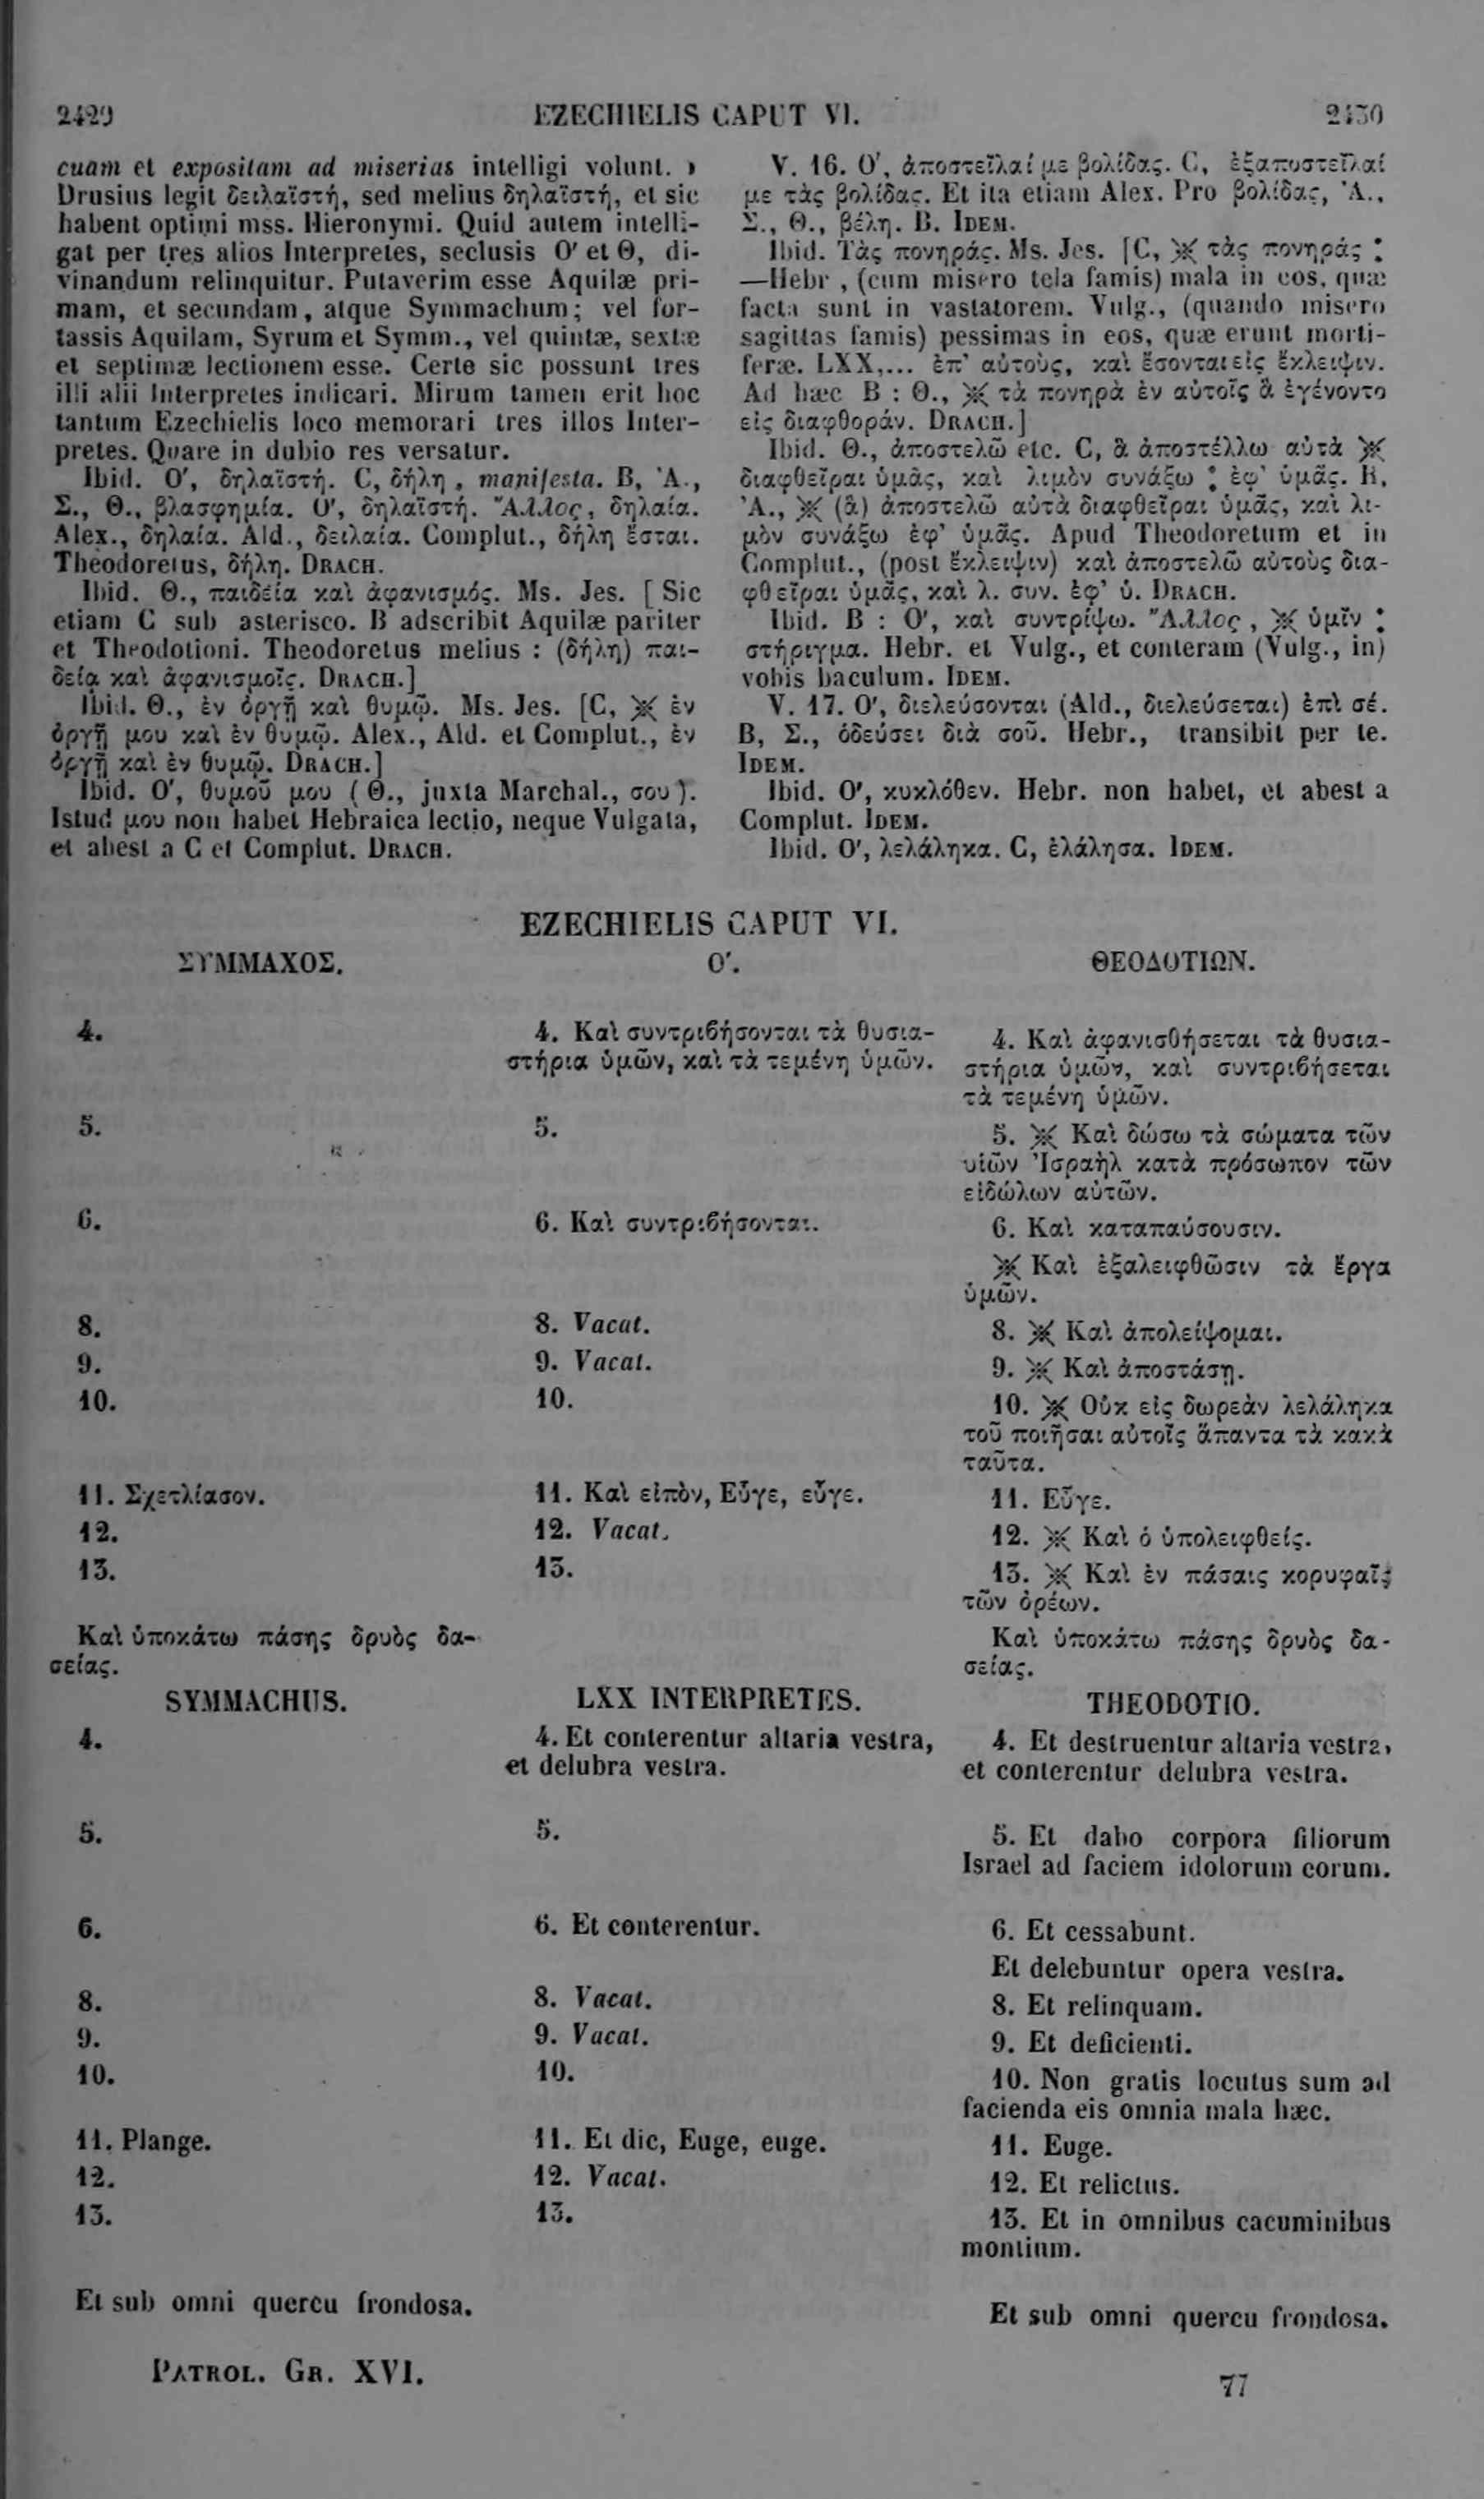 2429
EZECHIELIS CAPUT VI.
2430
cuam et expositam ad miserias intelligi volunt. »
Drusius legit δειλαϊστή, sed melius δηλαϊστή, et sic
habent optimi mss. Hieronymi. Quid autem intelli-
gat per tres alios Interpretes, seclusis Ο' et Θ, di-
vinandum relinquitur. Putaverim esse Aquilæ pri-
mam, et secundam, atque Symmachum; vel for-
tassis Aquilam, Syrum et Symm., vel quintæ, sextæ
et septimæ lectionem esse. Certe sic possunt tres
illi alii Interpretes indicari. Mirum tamen erit hoc
tantum Ezechielis loco memorari tres illos Inter-
pretes. Quare in dubio res versatur.
Ibid. Ο', δηλαϊστή. C, δήλη, manifesta. B, Ἀ.,
Σ., Θ., βλασφημία. Ο', δηλαϊστή. Ἄλλος, δηλαία.
Alex., δηλαία. Ald., δειλαία. Complut., δήλη ἔσται.
Theodoretus, δήλη. DRACH.
Ibid. Θ., παιδεία καὶ ἀφανισμός. Ms. Jes. [Sic
etiam C sub asterisco. B adscribit Aquilæ pariter
et Theodotioni. Theodoretus melius : (δήλη) παι-
δεία καὶ ἀφανισμοῖς. DRACH.]
Ibid. Θ., ἐν ὀργῇ καὶ θυμῷ. Ms. Jes. [C, ※ ἐν
ὀργῇ μου καὶ ἐν θυμῷ. Alex., Ald. et Complut., ἐν
ὀργῇ καὶ ἐν θυμῷ. DRACH.]
Ibid. Ο', θυμοῦ μου (Θ., juxta Marchal., σου).
Istud μου non habet Hebraica lectio, neque Vulgata,
et abest a C et Complut. DRACH.
V. 16. Ο', ἀποστεῖλαί με βολίδας. C, ἐξαποστεῖλαί
με τὰς βολίδας. Et ita etiam Alex. Pro βολίδας, Ἀ.,
Σ., Θ., βέλη. B. IDEM.
Ibid. Τὰς πονηράς. Ms. Jes. [C, ※ τὰς πονηράς :
—Hebr., (cum misero tela famis) mala in eos, quæ
facta sunt in vastatorem. Vulg., (quando misero
sagittas famis) pessimas in eos, quæ erunt morti-
feræ. LXX,... ἐπ' αὐτοὺς, καὶ ἔσονται εἰς ἔκλειψιν.
Ad hæc B : Θ., ※ τὰ πονηρὰ ἐν αὐτοῖς ἃ ἐγένοντο
εἰς διαφθοράν. DRACH.]
Ibid. Θ., ἀποστελῶ etc. C, ἃ ἀποστέλλω αὐτὰ ※
διαφθεῖραι ὑμᾶς, καὶ λιμὸν συνάξω : ἐφ' ὑμᾶς. B,
Ἀ., ※ (ἃ) ἀποστελῶ αὐτὰ διαφθεῖραι ὑμᾶς, καὶ λι-
μὸν συνάξω ἐφ' ὑμᾶς. Apud Theodoretum et in
Complut., (post ἔκλειψιν) καὶ ἀποστελῶ αὐτοὺς δια-
φθεῖραι ὑμᾶς, καὶ λ. συν. ἐφ' ὑ. DRACH.
Ibid. B : Ο', καὶ συντρίψω. Ἄλλος, ※ ὑμῖν :
στήριγμα. Hebr. et Vulg., et conteram (Vulg., in)
vobis baculum. IDEM.
V. 17. Ο', διελεύσονται (Ald., διελεύσεται) ἐπὶ σέ.
B, Σ., ὁδεύσει διὰ σοῦ. Hebr., transibit per te.
IDEM.
Ibid. Ο', κυκλόθεν. Hebr. non habet, et abest a
Complut. IDEM.
Ibid. Ο', λελάληκα. C, ἐλάλησα. IDEM.
EZECHIELIS CAPUT VI.
ΣΥΜΜΑΧΟΣ.
4.
5.
6.
8.
9.
10.
11. Σχετλίασον.
12.
13.
Καὶ ὑποκάτω πάσης δρυὸς δα-
σείας.
Ο'.
4. Καὶ συντριβήσονται τὰ θυσια-
στήρια ὑμῶν, καὶ τὰ τεμένη ὑμῶν.
5.
6. Καὶ συντριβήσονται.
8. Vacat.
9. Vacat.
10.
11. Καὶ εἰπὸν, Εὖγε, εὖγε.
12. Vacat.
13.
ΘΕΟΔΟΤΙΩΝ.
4. Καὶ ἀφανισθήσεται τὰ θυσια-
στήρια ὑμῶν, καὶ συντριβήσεται
τὰ τεμένη ὑμῶν.
5. ※ Καὶ δώσω τὰ σώματα τῶν
υἱῶν Ἰσραὴλ κατὰ πρόσωπον τῶν
εἰδώλων αὐτῶν.
6. Καὶ καταπαύσουσιν.
※ Καὶ ἐξαλειφθῶσιν τὰ ἔργα
ὑμῶν.
8. ※ Καὶ ἀπολείψομαι.
9. ※ Καὶ ἀποστάσῃ.
10. ※ Οὐκ εἰς δωρεὰν λελάληκα
τοῦ ποιῆσαι αὐτοῖς ἅπαντα τὰ κακὰ
ταῦτα.
11. Εὖγε.
12. ※ Καὶ ὁ ὑπολειφθείς.
13. ※ Καὶ ἐν πάσαις κορυφαῖς
τῶν ὀρέων.
Καὶ ὑποκάτω πάσης δρυὸς δα-
σείας.
SYMMACHUS.
4.
5.
6.
8.
9.
10.
11. Plange.
12.
13.
Et sub omni quercu frondosa.
LXX INTERPRETES.
4. Et conterentur altaria vestra,
et delubra vestra.
5.
6. Et conterentur.
8. Vacat.
9. Vacat.
10.
11. Et dic, Euge, euge.
12. Vacat.
13.
THEODOTIO.
4. Et destruentur altaria vestra,
et conterentur delubra vestra.
5. Et dabo corpora filiorum
Israel ad faciem idolorum eorum.
6. Et cessabunt.
Et delebuntur opera vestra.
8. Et relinquam.
9. Et deficienti.
10. Non gratis locutus sum ad
facienda eis omnia mala hæc.
11. Euge.
12. Et relictus.
13. Et in omnibus cacuminibus
montium.
Et sub omni quercu frondosa.
PATROL. GR. XVI.
77